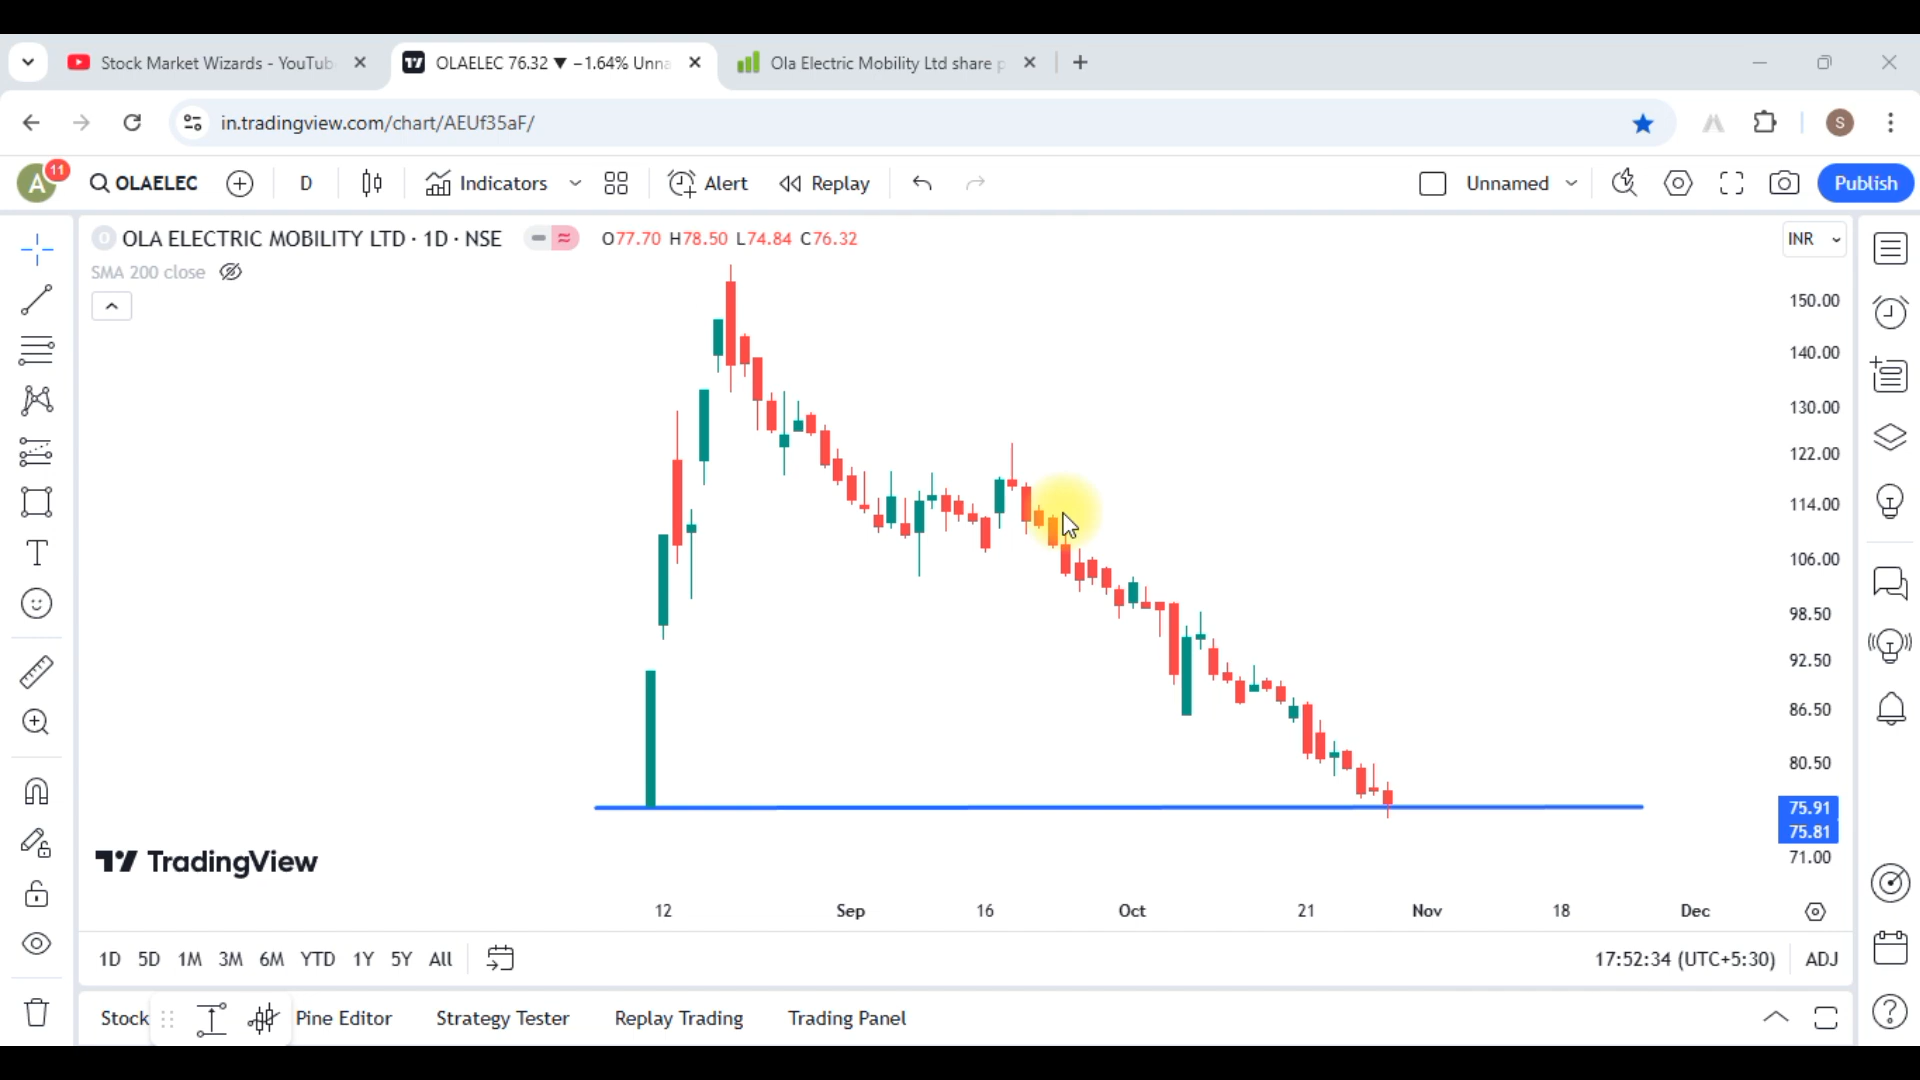 Stock Market Wizards - YouTub
OLAELEC 76.32 ▼ −1.64% Unna
Ola Electric Mobility Ltd share p
in.tradingview.com/chart/AEUf35aF/
S
A
11
OLAELEC
D
Indicators
Alert
Replay
Unnamed
Publish
O
OLA ELECTRIC MOBILITY LTD · 1D · NSE
O77.70 H78.50 L74.84 C76.32
INR
SMA 200 close
150.00
140.00
130.00
122.00
114.00
106.00
98.50
92.50
86.50
80.50
75.91
75.81
71.00
TradingView
12
Sep
16
Oct
21
Nov
18
Dec
1D 5D 1M 3M 6M YTD 1Y 5Y All
17:52:34 (UTC+5:30)
ADJ
Stock
Pine Editor
Strategy Tester
Replay Trading
Trading Panel